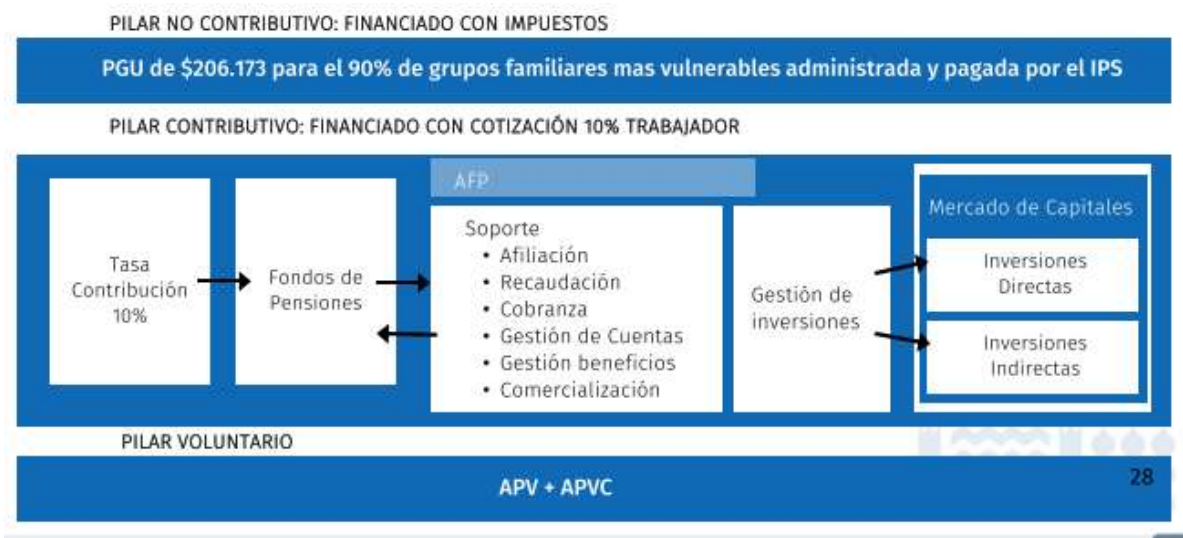 PILAR NO CONTRIBUTIVO: FINANCIADO CON IMPUESTOS
PGU de $206.173 para el 90% de grupos familiares mas vulnerables administrada y pagada por el IPS
PILAR CONTRIBUTIVO: FINANCIADO CON COTIZACIÓN 10% TRABAJADOR
Tasa
Contribución
10%
Fondos de
Pensiones
AFP
Soporte
• Afiliación
• Recaudación
• Cobranza
• Gestión de Cuentas
• Gestión beneficios
• Comercialización
Gestión de
inversiones
Mercado de Capitales
Inversiones
Directas
Inversiones
Indirectas
PILAR VOLUNTARIO
APV + APVC
28